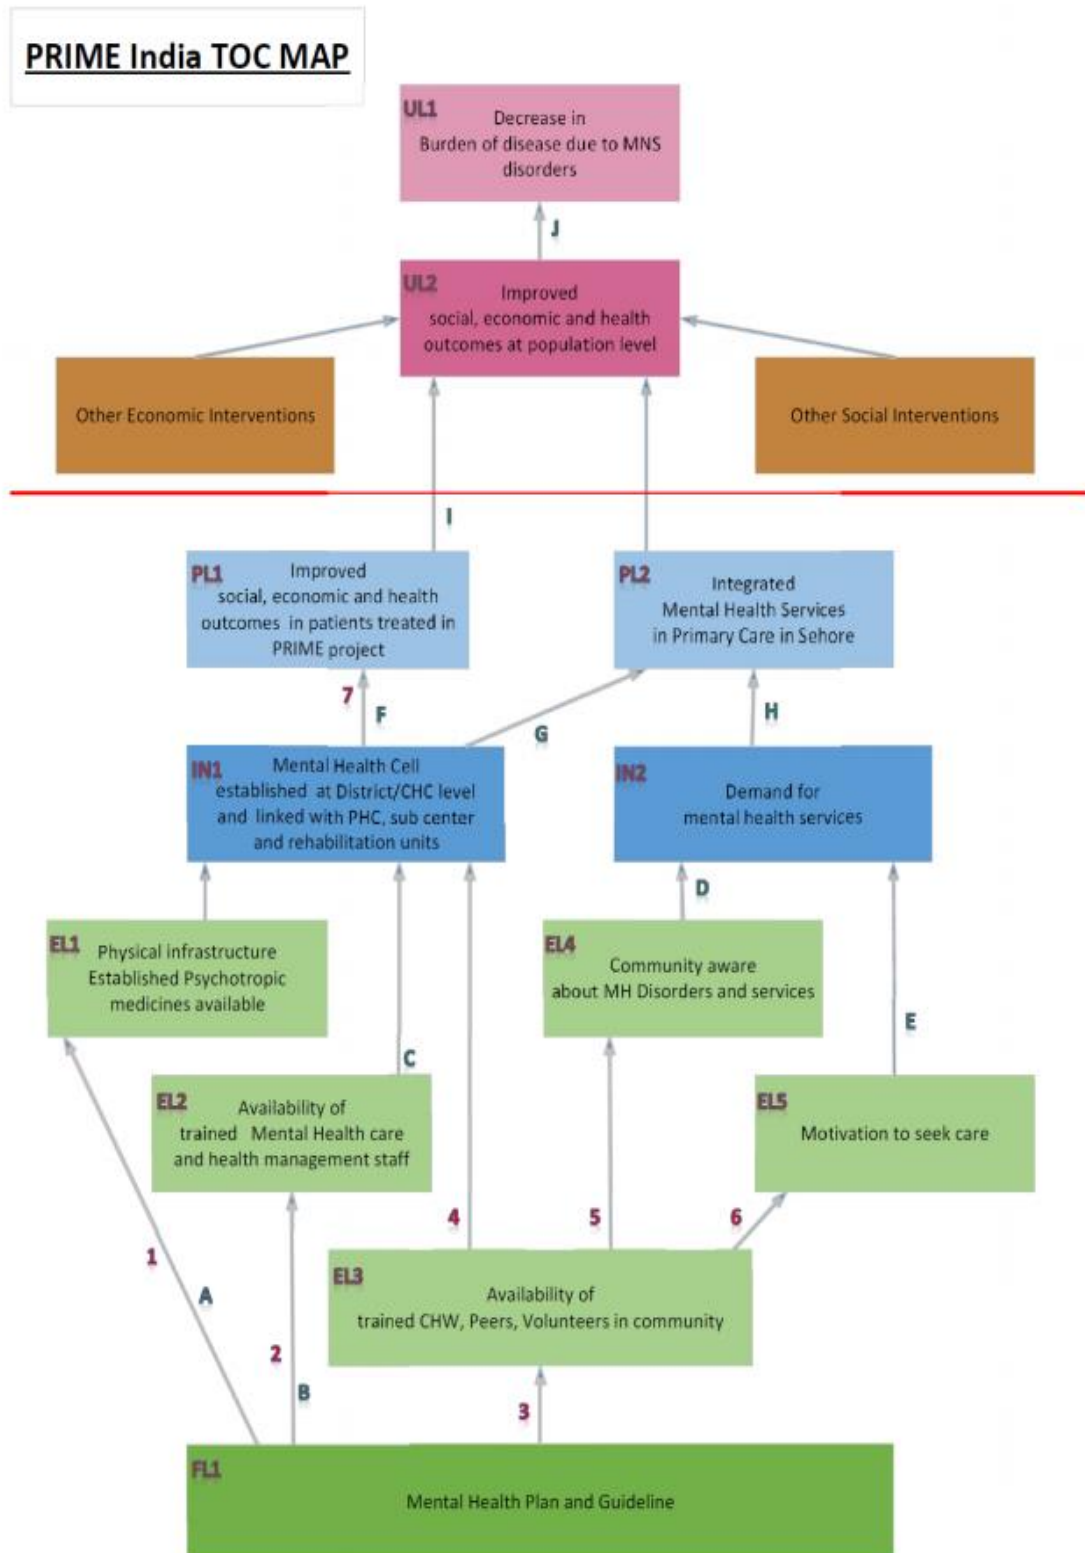 PRIME India TOC MAP
UL1
Decrease in
Burden of disease due to MNS
disorders
J
UL2
Improved
social, economic and health
outcomes at population level
Other Economic Interventions
Other Social Interventions
I
PL1
Improved
social, economic and health
outcomes in patients treated in
PRIME project
PL2
Integrated
Mental Health Services
in Primary Care in Sehore
7
F
G
H
IN1
Mental Health Cell
established at District/CHC level
and linked with PHC, sub center
and rehabilitation units
IN2
Demand for
mental health services
D
EL1
Physical infrastructure
Established Psychotropic
medicines available
EL4
Community aware
about MH Disorders and services
C
E
EL2
Availability of
trained Mental Health care
and health management staff
EL5
Motivation to seek care
4
5
6
1
A
EL3
Availability of
trained CHW, Peers, Volunteers in community
2
B
3
FL1
Mental Health Plan and Guideline